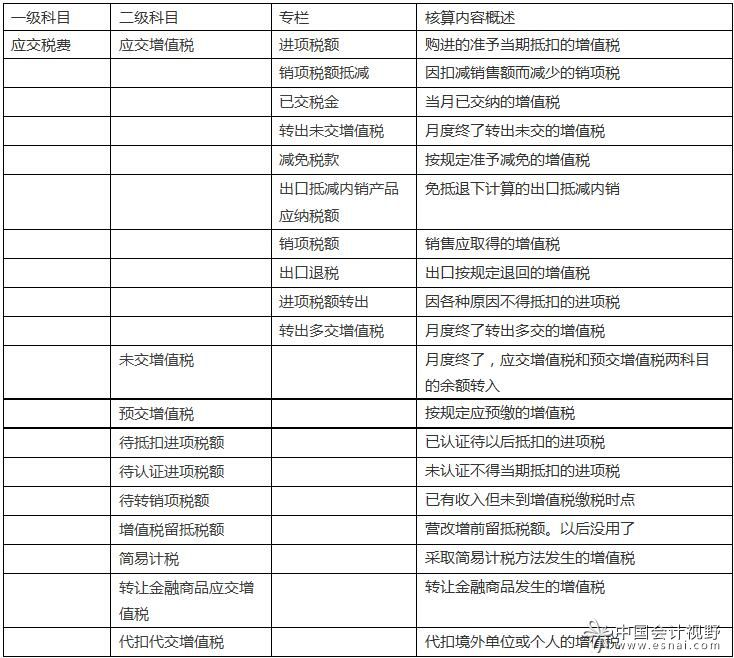 一级科目 二级科目 专栏 核算内容概述
应交税费 应交增值税 进项税额 购进的准予当期抵扣的增值税
销项税额抵减 因扣减销售额而减少的销项税
已交税金 当月已交纳的增值税
转出未交增值税 月度终了转出未交的增值税
减免税款 按规定准予减免的增值税
出口抵减内销产品 免抵退下计算的出口抵减内销
应纳税额
销项税额 销售应取得的增值税
出口退税 出口按规定退回的增值税
进项税额转出 因各种原因不得抵扣的进项税
转出多交增值税 月度终了转出多交的增值税
未交增值税 月度终了，应交增值税和预交增值税两科目
的余额转入
预交增值税 按规定应预缴的增值税
待抵扣进项税额 已认证待以后抵扣的进项税
待认证进项税额 未认证不得当期抵扣的进项税
待转销项税额 已有收入但未到增值税缴税时点
增值税留抵税额 营改增前留抵税额。以后没用了
简易计税 采取简易计税方法发生的增值税
转让金融商品应交增 转让金融商品发生的增值税
值税
代扣代交增值税 代扣境外单位或个人的增值税
中国会计视野
www.esnai.com